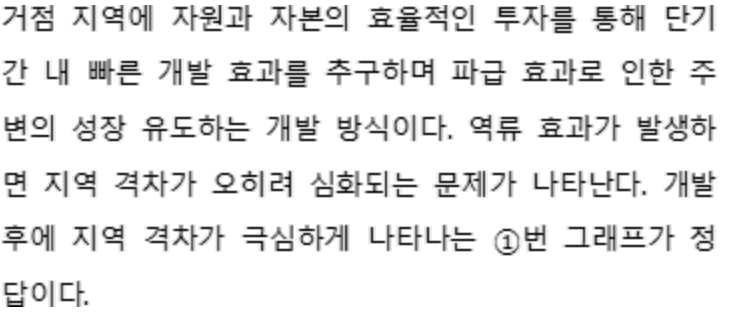 거점 지역에 자원과 자본의 효율적인 투자를 통해 단기
간 내 빠른 개발 효과를 추구하며 파급 효과로 인한 주
변의 성장 유도하는 개발 방식이다. 역류 효과가 발생하
면 지역 격차가 오히려 심화되는 문제가 나타난다. 개발
후에 지역 격차가 극심하게 나타나는 ①번 그래프가 정
답이다.